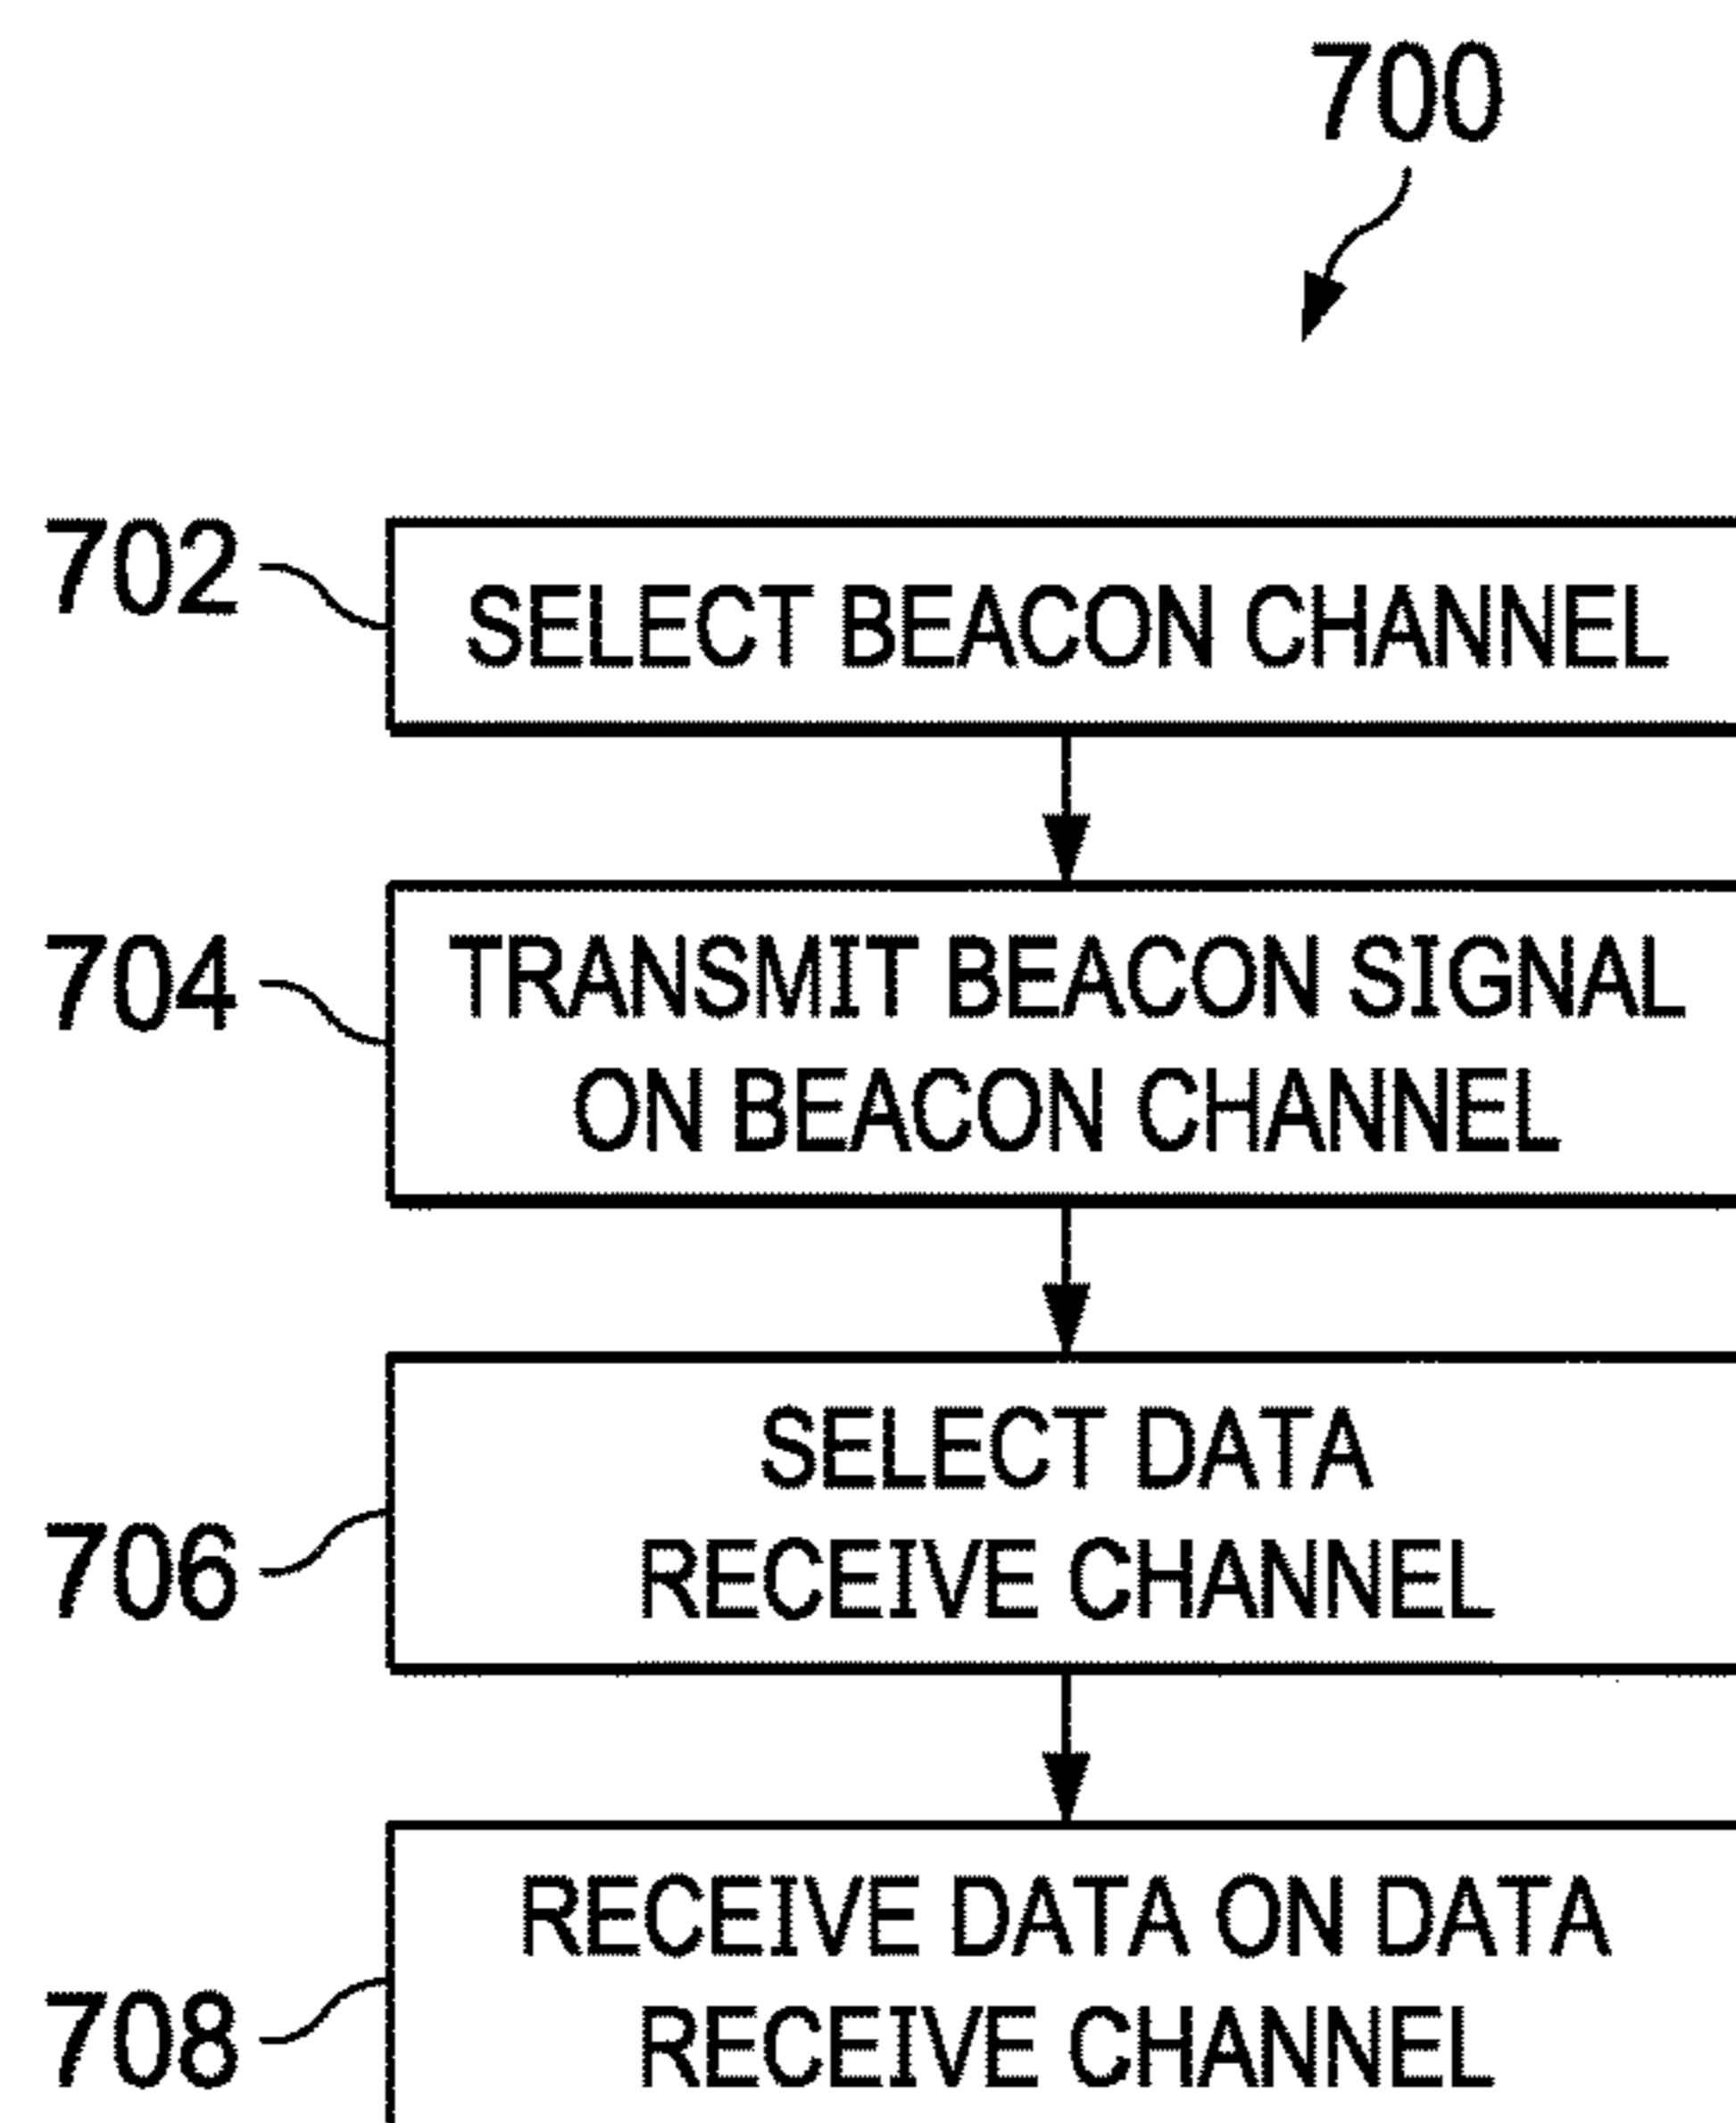 700
702
SELECT BEACON CHANNEL
704
TRANSMIT BEACON SIGNAL
ON BEACON CHANNEL
706
SELECT DATA
RECEIVE CHANNEL
708
RECEIVE DATA ON DATA
RECEIVE CHANNEL